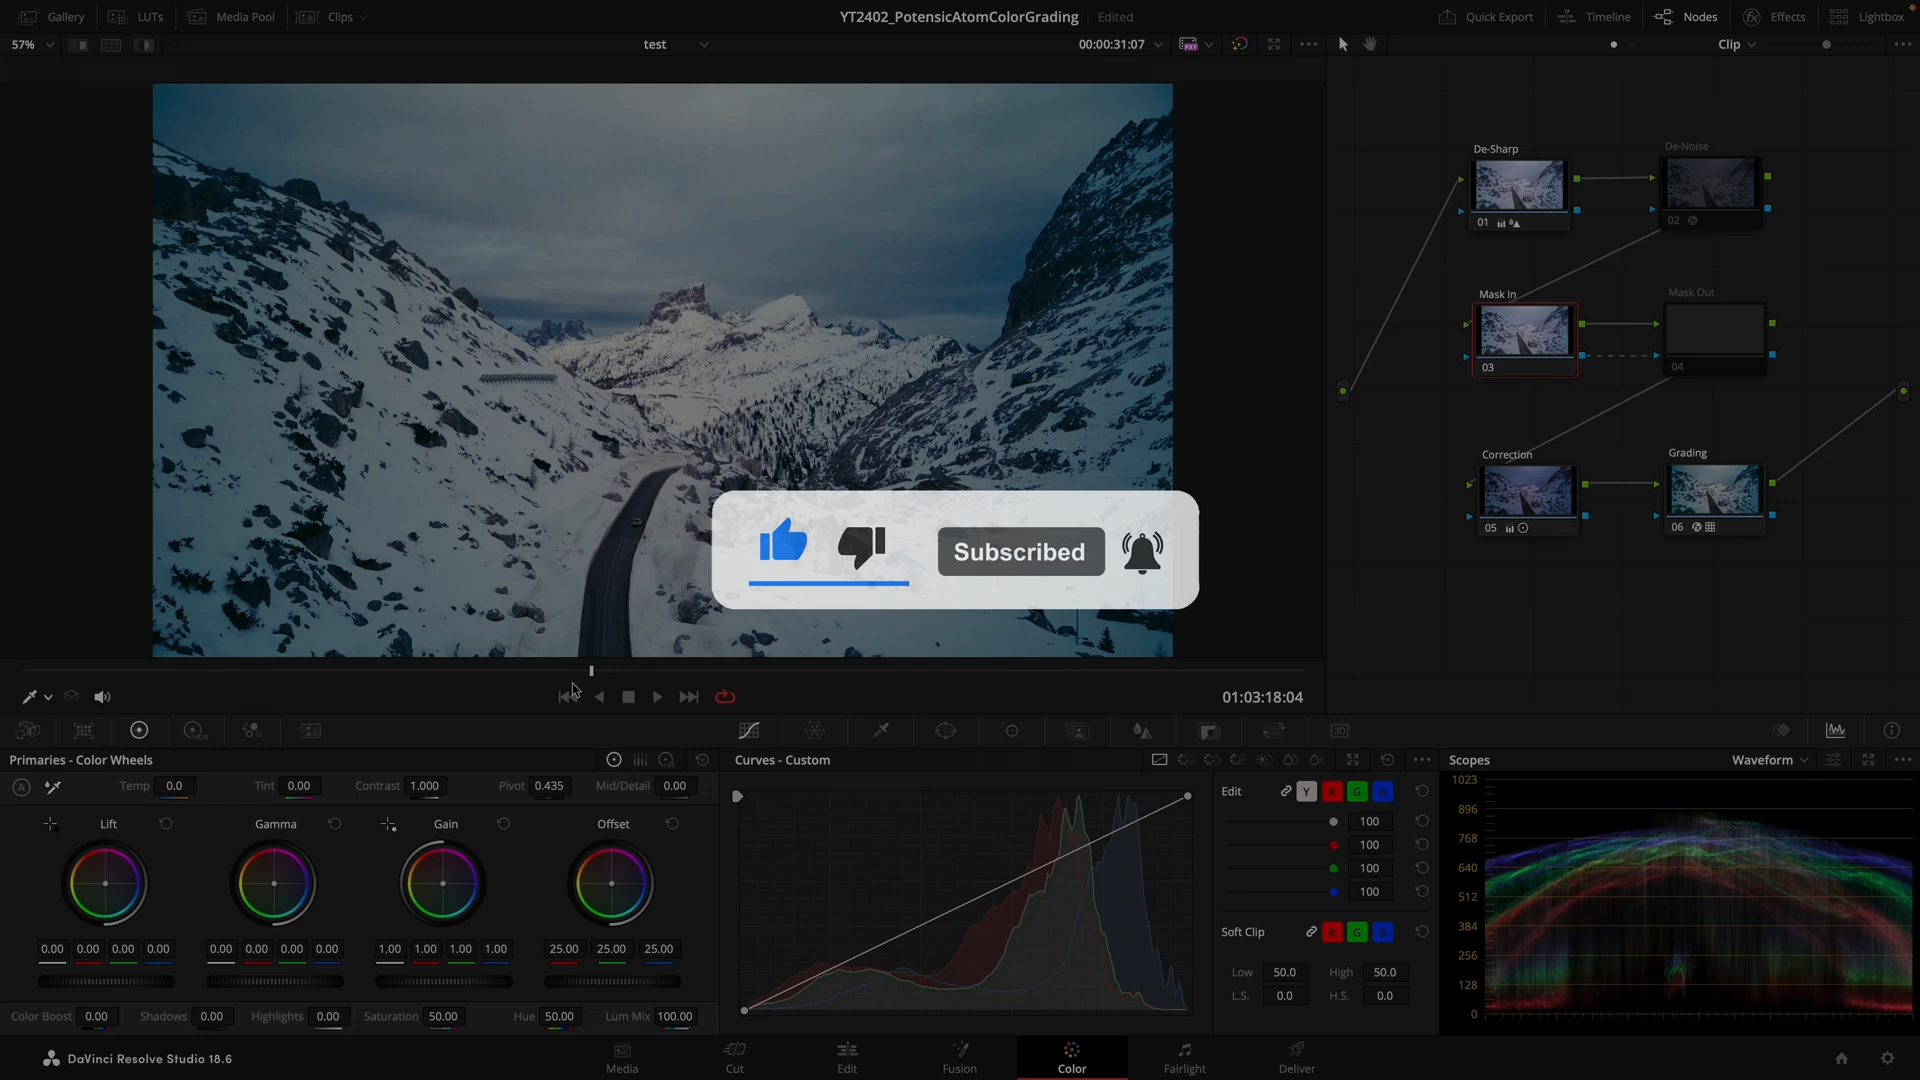 Gallery LUTs Media Pool Clips YT2402_PotensicAtomColorGrading Edited Quick Export Timeline Nodes Effects Lightbox
57% test 00:00:31:07 PXY Clip
De-Sharp De-Noise
01 02
Mask In Mask Out
03 04
Correction Grading
05 06
Subscribed
01:03:18:04
HDR 3D
Primaries - Color Wheels Curves - Custom Scopes Waveform
A Temp 0.0 Tint 0.00 Contrast 1.000 Pivot 0.435 Mid/Detail 0.00
Lift Gamma Gain Offset
0.00 0.00 0.00 0.00 0.00 0.00 0.00 0.00 1.00 1.00 1.00 1.00 25.00 25.00 25.00
Color Boost 0.00 Shadows 0.00 Highlights 0.00 Saturation 50.00 Hue 50.00 Lum Mix 100.00
Edit Y R G B
100
100
100
100
Soft Clip R G B
Low 50.0 High 50.0
L.S. 0.0 H.S. 0.0
1023
896
768
640
512
384
256
128
0
DaVinci Resolve Studio 18.6 Media Cut Edit Fusion Color Fairlight Deliver